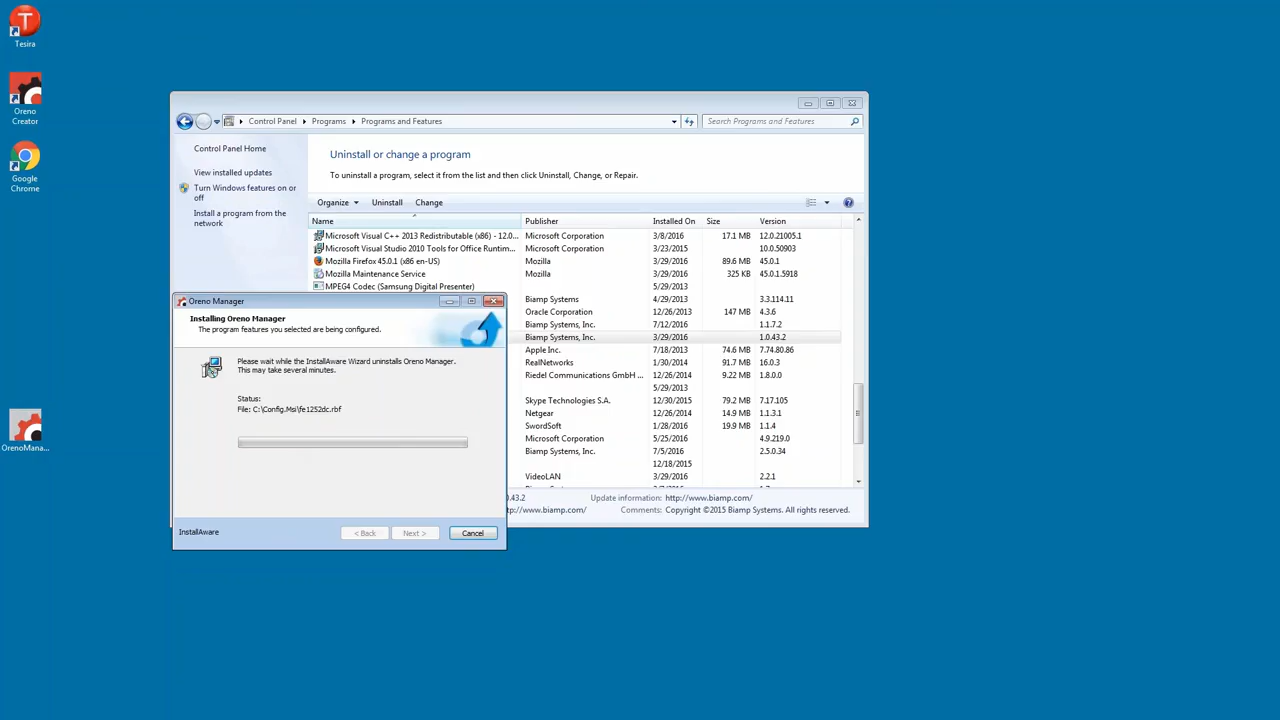 Tesira
Oreno
Creator
Google
Chrome
OrenoMana...
Control Panel
Programs
Programs and Features
Search Programs and Features
Control Panel Home
View installed updates
Turn Windows features on or
off
Install a program from the
network
Uninstall or change a program
To uninstall a program, select it from the list and then click Uninstall, Change, or Repair.
Organize Uninstall Change
Name Publisher Installed On Size Version
Microsoft Visual C++ 2013 Redistributable (x86) - 12.0... Microsoft Corporation 3/8/2016 17.1 MB 12.0.21005.1
Microsoft Visual Studio 2010 Tools for Office Runtim... Microsoft Corporation 3/23/2015 10.0.50903
Mozilla Firefox 45.0.1 (x86 en-US) Mozilla 3/29/2016 89.6 MB 45.0.1
Mozilla Maintenance Service Mozilla 3/29/2016 325 KB 45.0.1.5918
MPEG4 Codec (Samsung Digital Presenter) 5/29/2013
Biamp Systems 4/29/2013 3.3.114.11
Oracle Corporation 12/26/2013 147 MB 4.3.6
Biamp Systems, Inc. 7/12/2016 1.1.7.2
Biamp Systems, Inc. 3/29/2016 1.0.43.2
Apple Inc. 7/18/2013 74.6 MB 7.74.80.86
RealNetworks 1/30/2014 91.7 MB 16.0.3
Riedel Communications GmbH ... 12/26/2014 9.22 MB 1.8.0.0
5/29/2013
Skype Technologies S.A. 12/30/2015 79.2 MB 7.17.105
Netgear 12/26/2014 14.9 MB 1.1.3.1
SwordSoft 1/28/2016 19.9 MB 1.1.4
Microsoft Corporation 5/25/2016 4.9.219.0
Biamp Systems, Inc. 7/5/2016 2.5.0.34
12/18/2015
VideoLAN 3/29/2016 2.2.1
.0.43.2 Update information: http://www.biamp.com/
ttp://www.biamp.com/ Comments: Copyright ©2015 Biamp Systems. All rights reserved.
Oreno Manager
Installing Oreno Manager
The program features you selected are being configured.
Please wait while the InstallAware Wizard uninstalls Oreno Manager.
This may take several minutes.
Status:
File: C:\Config.Msi\fe1252dc.rbf
InstallAware
< Back Next > Cancel